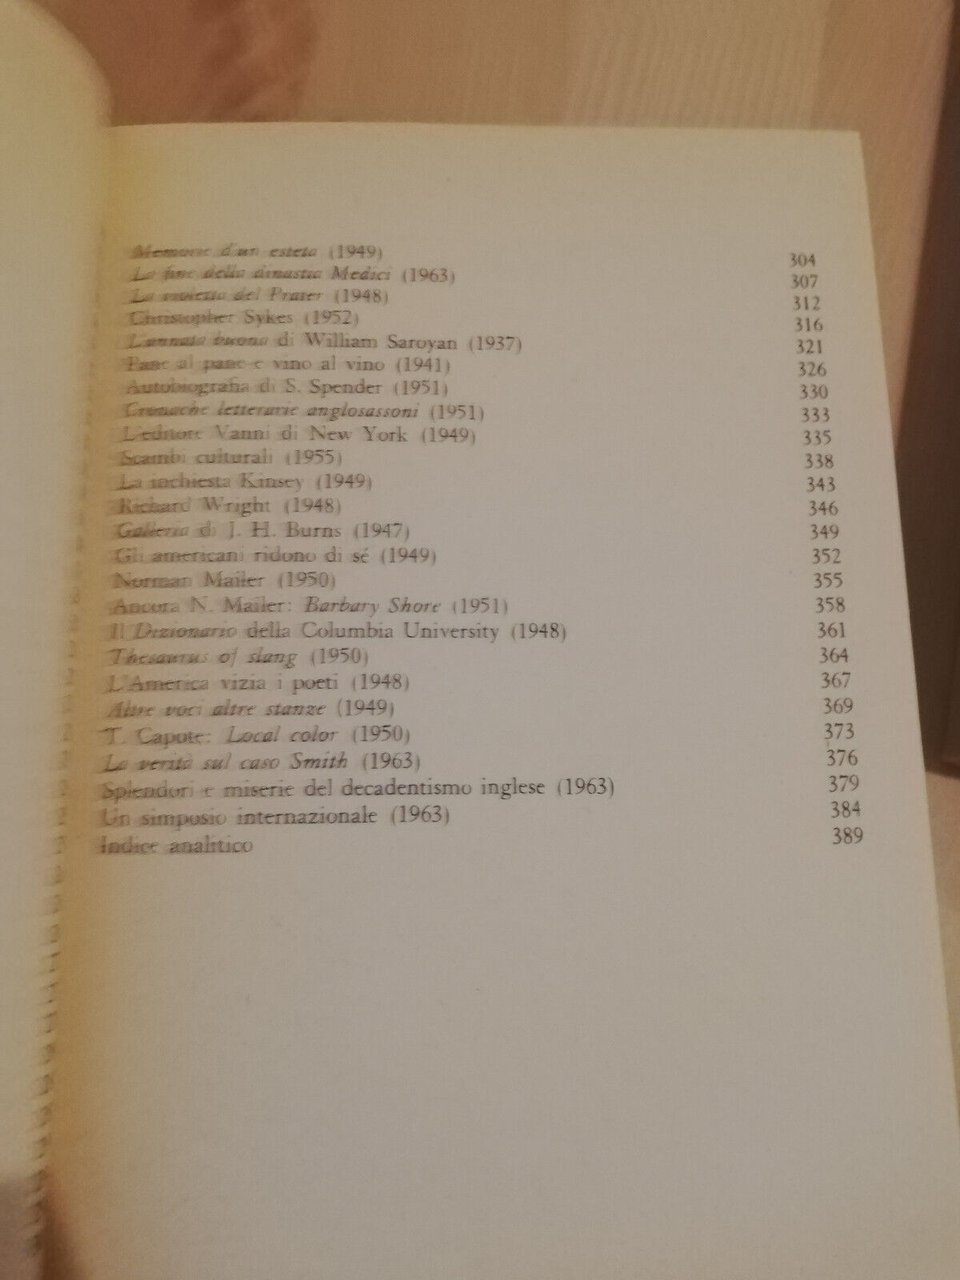 Memorie d'un esteta (1949) 304
La fine della dinastia Medici (1963) 307
La violetta del Prater (1948) 312
Christopher Sykes (1952) 316
L'annata buona di William Saroyan (1937) 321
Pane al pane e vino al vino (1941) 326
Autobiografia di S. Spender (1951) 330
Cronache letterarie anglosassoni (1951) 333
L'editore Vanni di New York (1949) 335
Scambi culturali (1955) 338
La inchiesta Kinsey (1949) 343
Richard Wright (1948) 346
Galleria di J. H. Burns (1947) 349
Gli americani ridono di sé (1949) 352
Norman Mailer (1950) 355
Ancora N. Mailer: Barbary Shore (1951) 358
Il Dizionario della Columbia University (1948) 361
Thesaurus of slang (1950) 364
L'America vizia i poeti (1948) 367
Altre voci altre stanze (1949) 369
T. Capote: Local color (1950) 373
La verità sul caso Smith (1963) 376
Splendori e miserie del decadentismo inglese (1963) 379
Un simposio internazionale (1963) 384
Indice analitico 389